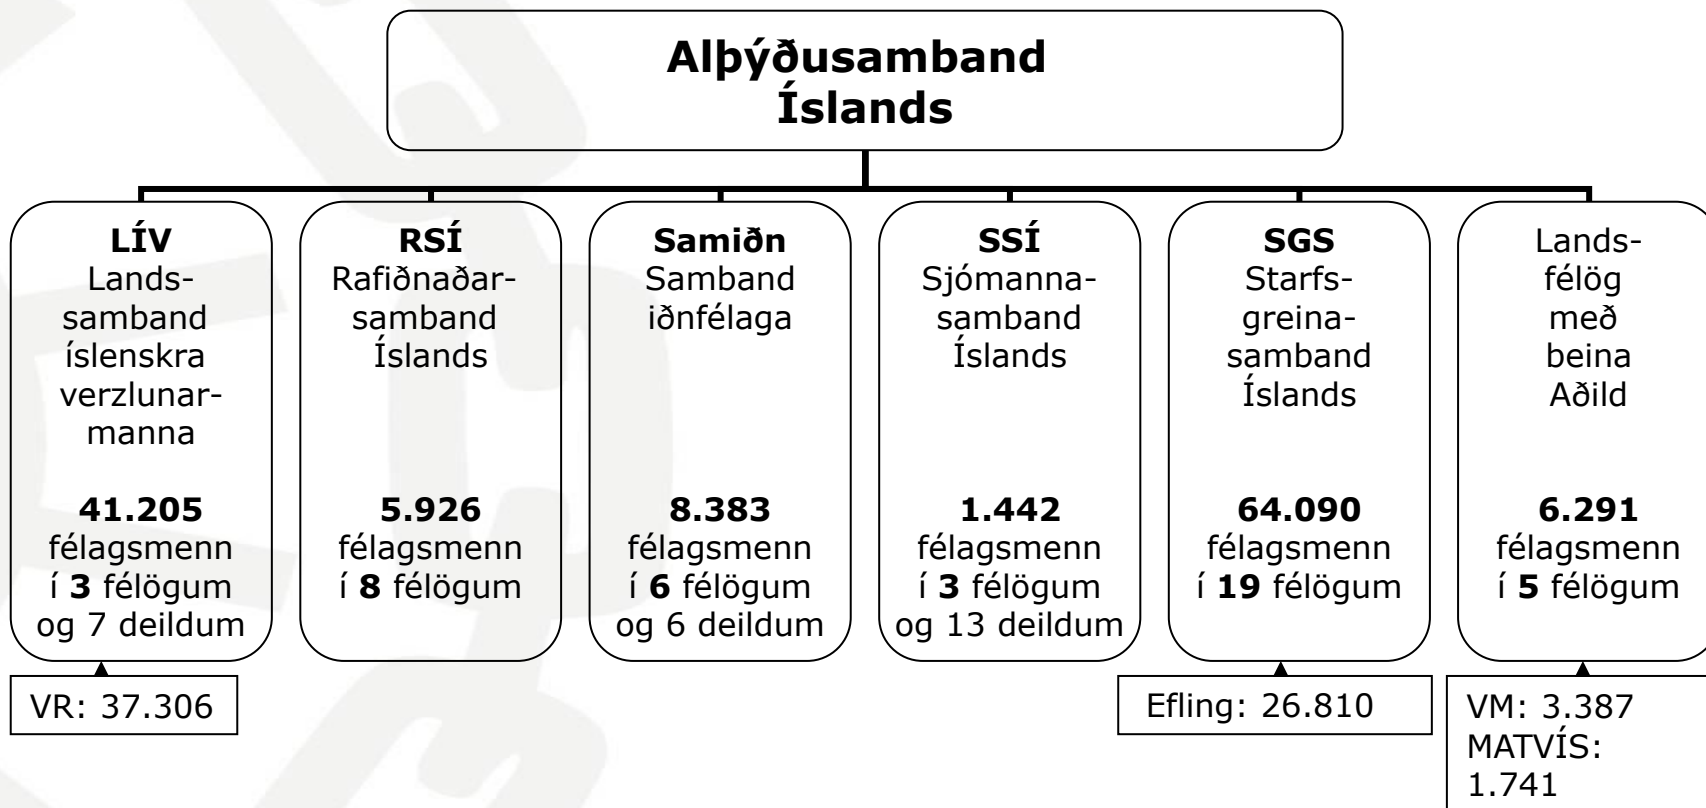 Alþýðusamband
Íslands
LÍV
Lands-
samband
íslenskra
verzlunar-
manna
41.205
félagsmenn
í 3 félögum
og 7 deildum
RSÍ
Rafiðnaðar-
samband
Íslands
5.926
félagsmenn
í 8 félögum
Samiðn
Samband
iðnfélaga
8.383
félagsmenn
í 6 félögum
og 6 deildum
SSÍ
Sjómanna-
samband
Íslands
1.442
félagsmenn
í 3 félögum
og 13 deildum
SGS
Starfs-
greina-
samband
Íslands
64.090
félagsmenn
í 19 félögum
Lands-
félög
með
beina
Aðild
6.291
félagsmenn
í 5 félögum
VR: 37.306
Efling: 26.810
VM: 3.387
MATVÍS:
1.741